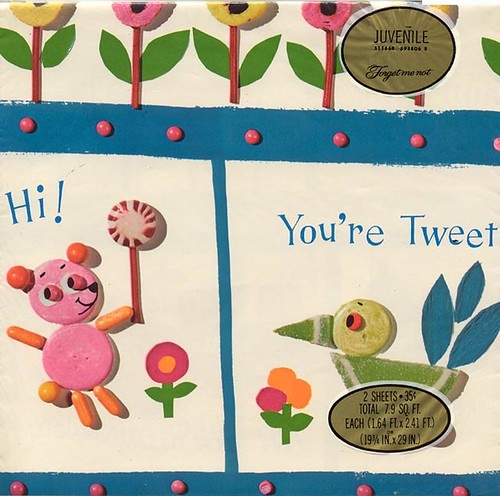 JUVENILE
Forget me not
Hi!
You're Tweet
2 SHEETS • 35¢
TOTAL 7.9 SQ. FT.
EACH (1.64 FT. x 2.41 FT.)
OR
(19¾ IN. x 29 IN.)